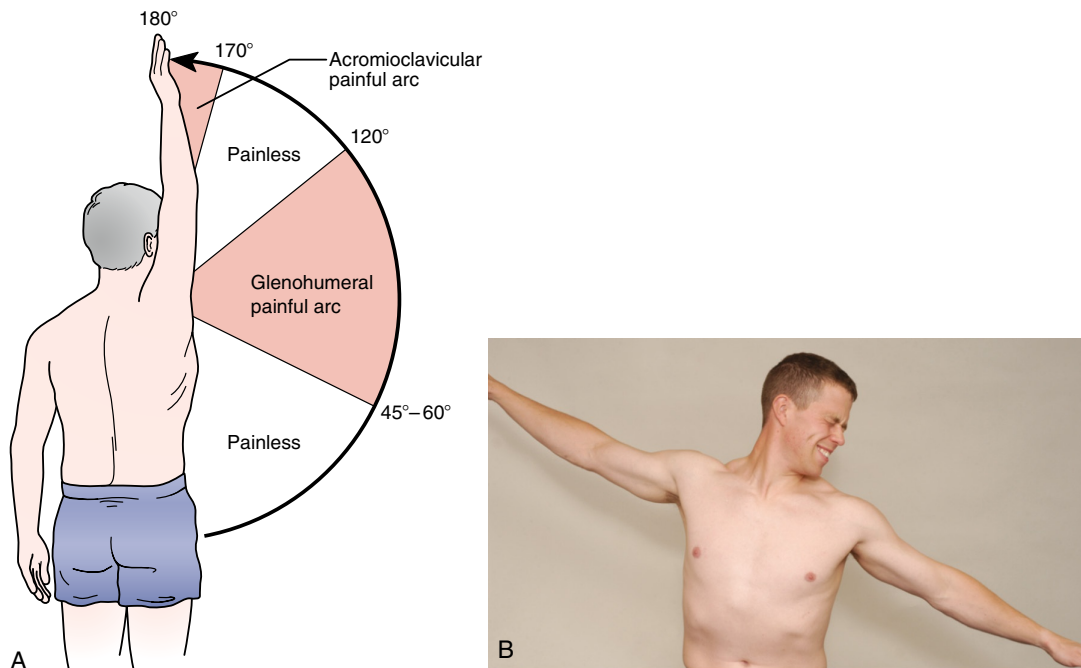 180°
170°
Acromioclavicular
painful arc
120°
Painless
Glenohumeral
painful arc
45°–60°
Painless
A
B